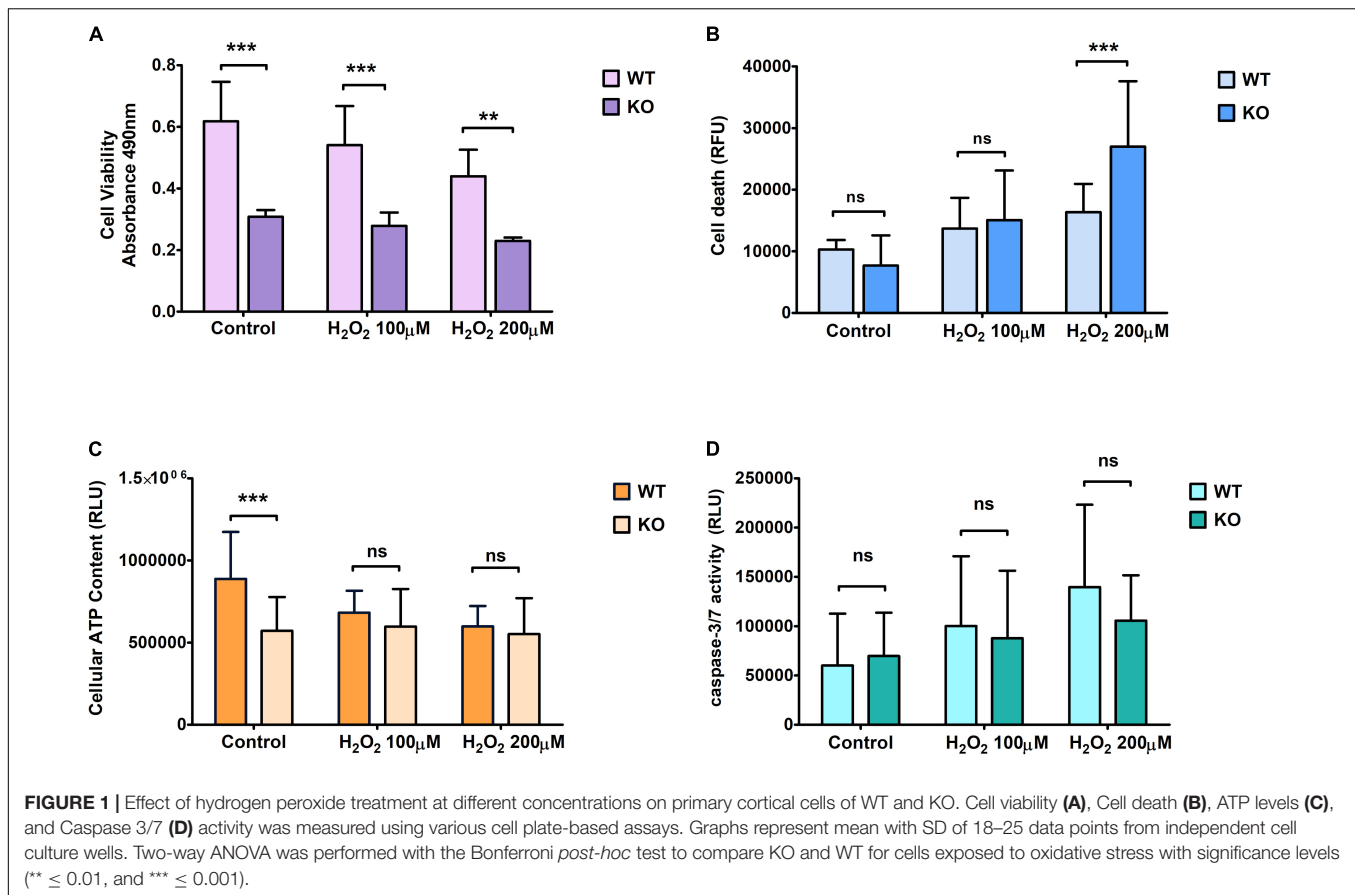 A
***
***
**
WT
KO
0.8
0.6
0.4
0.2
0.0
Cell Viability
Absorbance 490nm
Control
H₂O₂ 100µM
H₂O₂ 200µM
B
***
ns
ns
WT
KO
40000
30000
20000
10000
0
Cell death (RFU)
Control
H₂O₂ 100µM
H₂O₂ 200µM
C
1.5×10⁰⁶
1000000
500000
0
***
ns
ns
WT
KO
Cellular ATP Content (RLU)
Control
H₂O₂ 100µM
H₂O₂ 200µM
D
250000
200000
150000
100000
50000
0
ns
ns
ns
WT
KO
caspase-3/7 activity (RLU)
Control
H₂O₂ 100µM
H₂O₂ 200µM
FIGURE 1 | Effect of hydrogen peroxide treatment at different concentrations on primary cortical cells of WT and KO. Cell viability (A), Cell death (B), ATP levels (C),
and Caspase 3/7 (D) activity was measured using various cell plate-based assays. Graphs represent mean with SD of 18–25 data points from independent cell
culture wells. Two-way ANOVA was performed with the Bonferroni post-hoc test to compare KO and WT for cells exposed to oxidative stress with significance levels
(** ≤ 0.01, and *** ≤ 0.001).